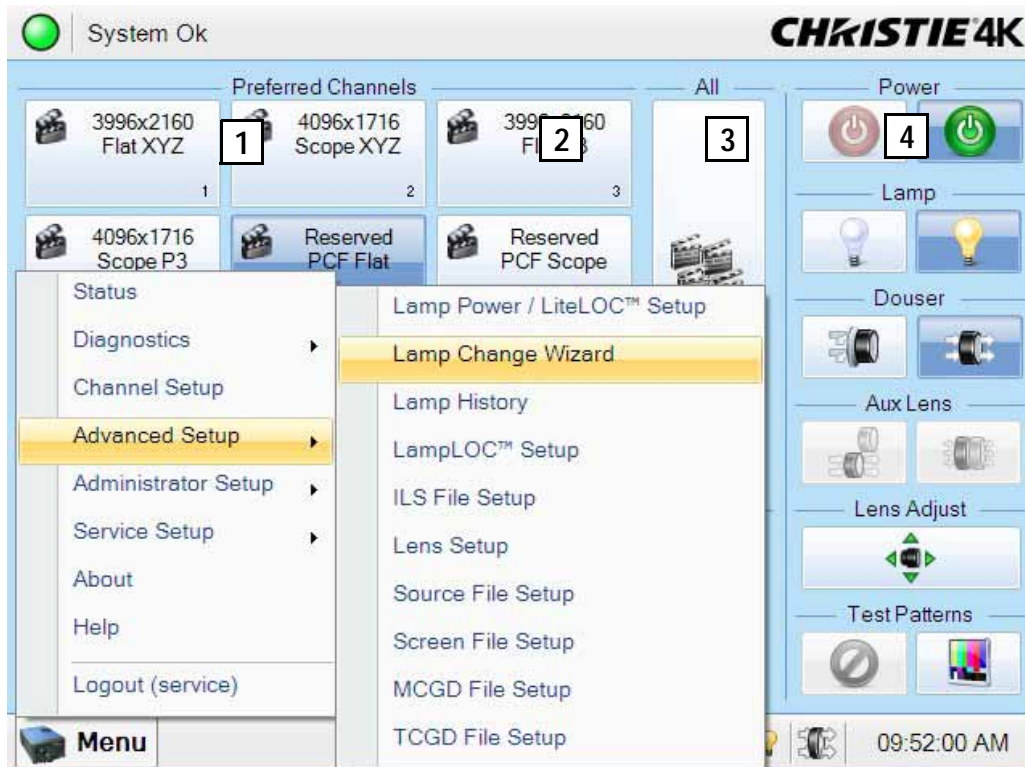 System Ok
CHRISTIE 4K
Preferred Channels
All
Power
3996x2160
Flat XYZ
1
1
4096x1716
Scope XYZ
2
2
3
3
4
Lamp
4096x1716
Scope P3
Reserved
PCF Flat
Reserved
PCF Scope
Status
Diagnostics
Channel Setup
Advanced Setup
Administrator Setup
Service Setup
About
Help
Logout (service)
Lamp Power / LiteLOC™ Setup
Lamp Change Wizard
Lamp History
LampLOC™ Setup
ILS File Setup
Lens Setup
Source File Setup
Screen File Setup
MCGD File Setup
TCGD File Setup
Douser
Aux Lens
Lens Adjust
Test Patterns
Menu
09:52:00 AM